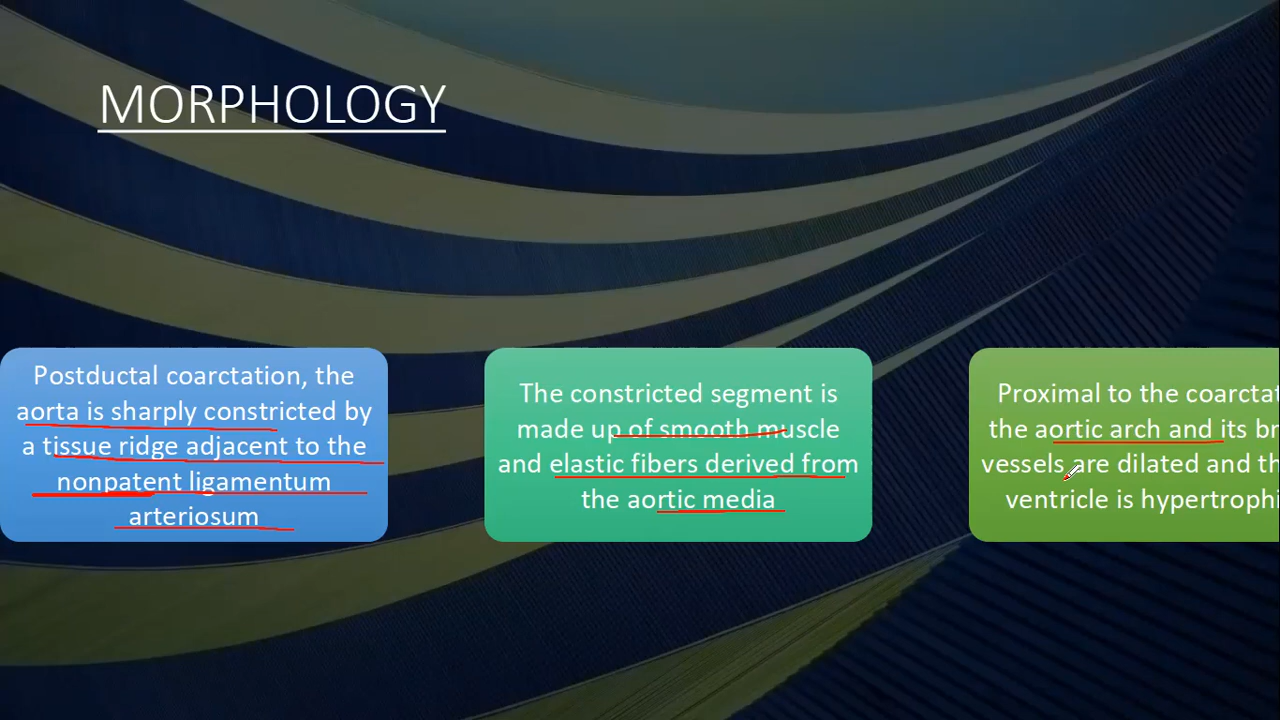 MORPHOLOGY
Postductal coarctation, the
aorta is sharply constricted by
a tissue ridge adjacent to the
nonpatent ligamentum
arteriosum
The constricted segment is
made up of smooth muscle
and elastic fibers derived from
the aortic media
Proximal to the
the aortic arch and its
vessels are dilated and
ventricle is